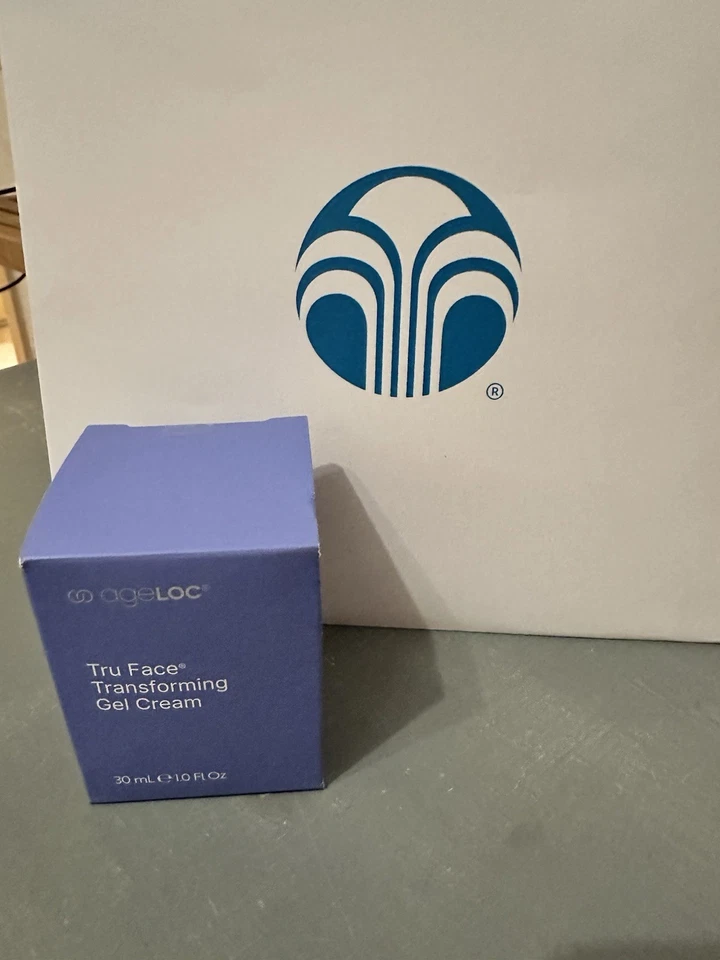 ®
ageLOC®
Tru Face®
Transforming
Gel Cream
30 mL ℮ 1.0 Fl Oz